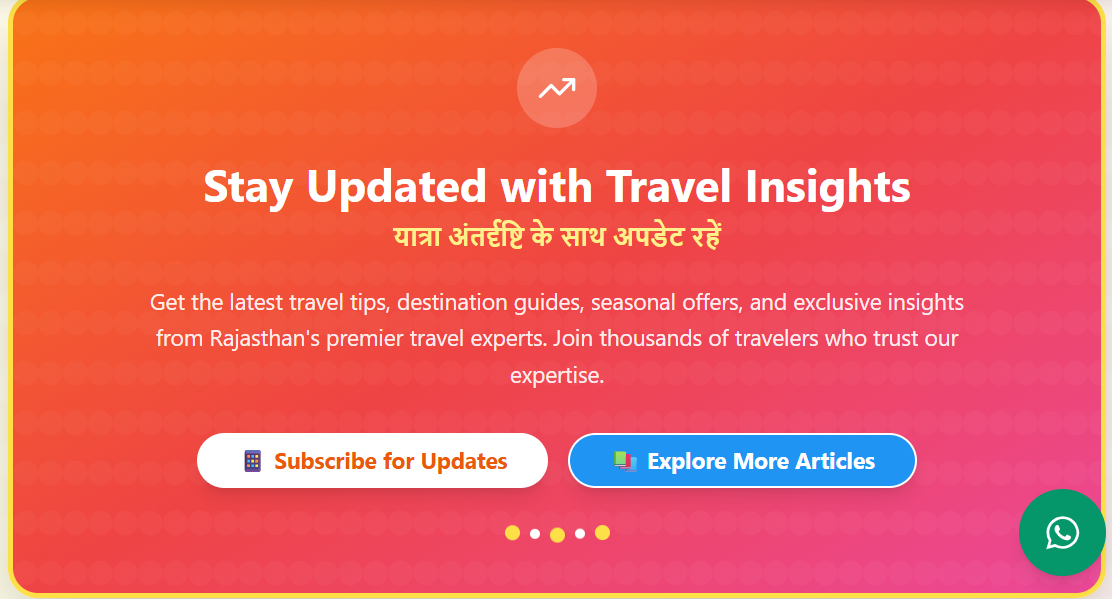 Stay Updated with Travel Insights
यात्रा अंतर्दृष्टि के साथ अपडेट रहें
Get the latest travel tips, destination guides, seasonal offers, and exclusive insights
from Rajasthan's premier travel experts. Join thousands of travelers who trust our
expertise.
Subscribe for Updates
Explore More Articles